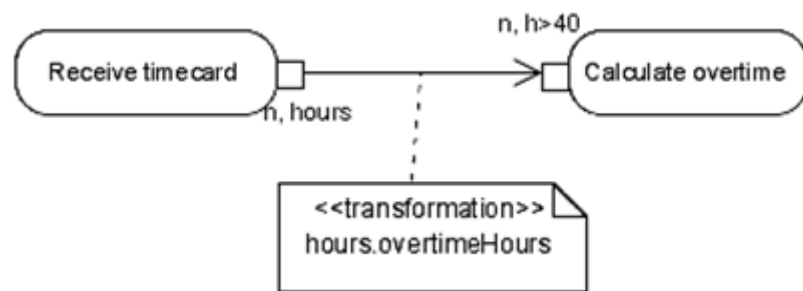 n, h>40
Receive timecard
Calculate overtime
n, hours
<<transformation>>
hours.overtimeHours